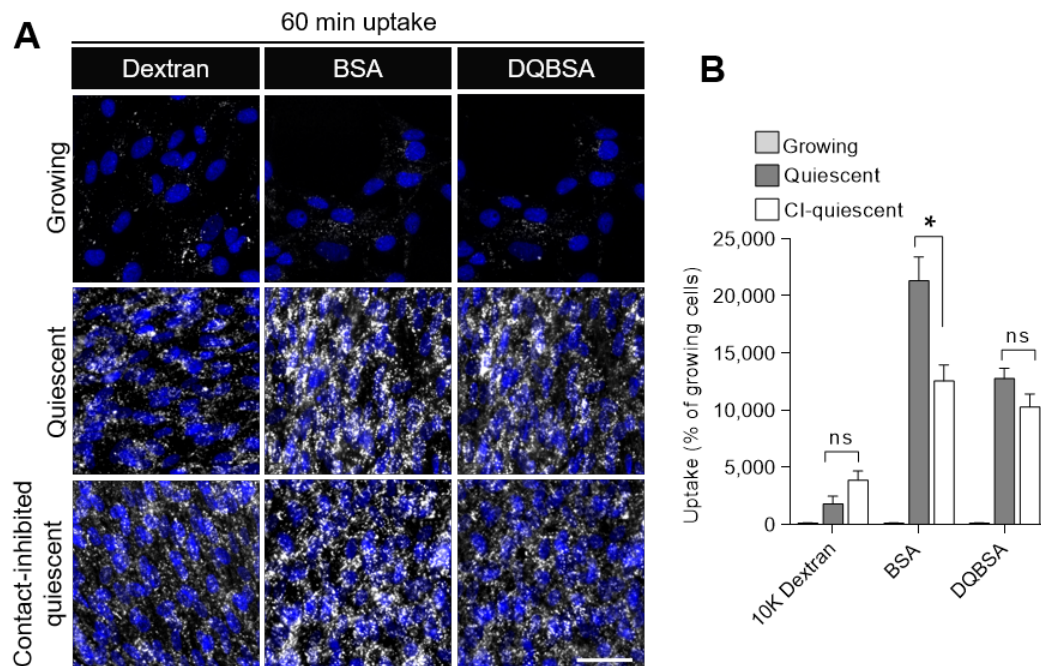 A
60 min uptake
Dextran BSA DQBSA
Growing
Quiescent
Contact-inhibited
quiescent
B
Growing
Quiescent
CI-quiescent
Uptake (% of growing cells)
25,000
20,000
15,000
10,000
5,000
0
ns
*
ns
10K Dextran
BSA
DQBSA